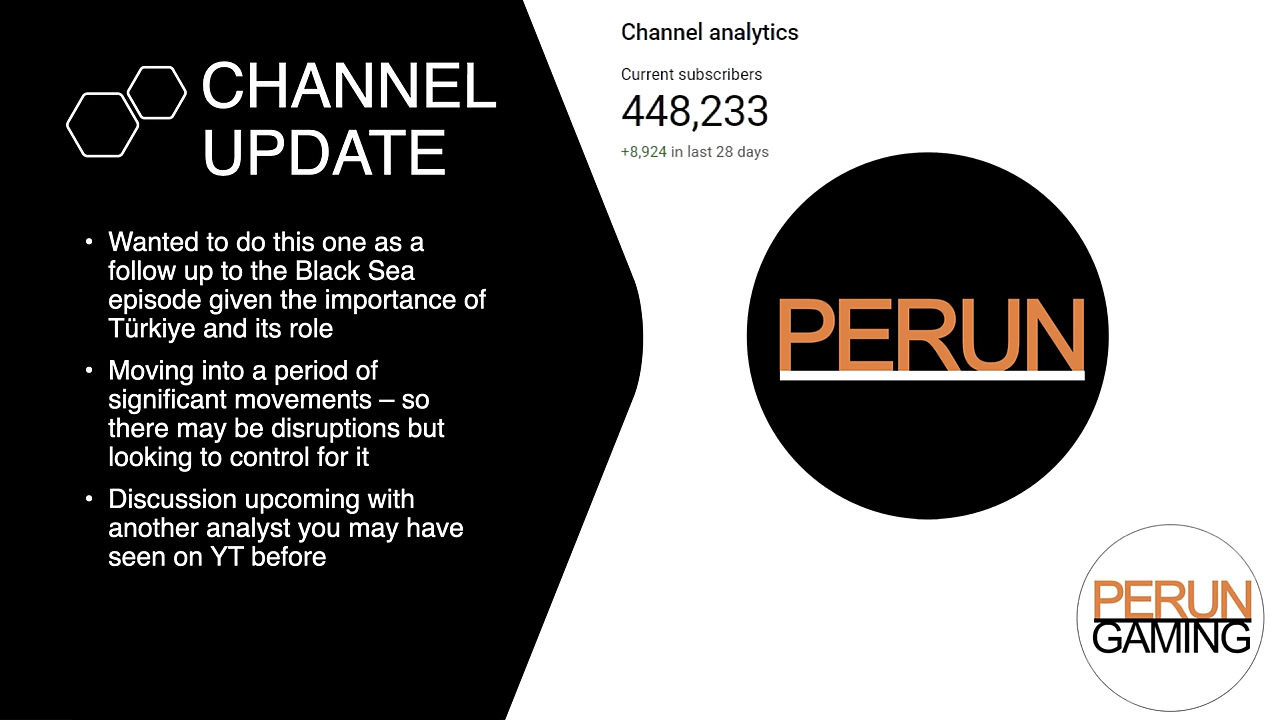 CHANNEL
UPDATE
• Wanted to do this one as a
follow up to the Black Sea
episode given the importance of
Türkiye and its role
• Moving into a period of
significant movements – so
there may be disruptions but
looking to control for it
• Discussion upcoming with
another analyst you may have
seen on YT before
Channel analytics
Current subscribers
448,233
+8,924 in last 28 days
PERUN
PERUN
GAMING